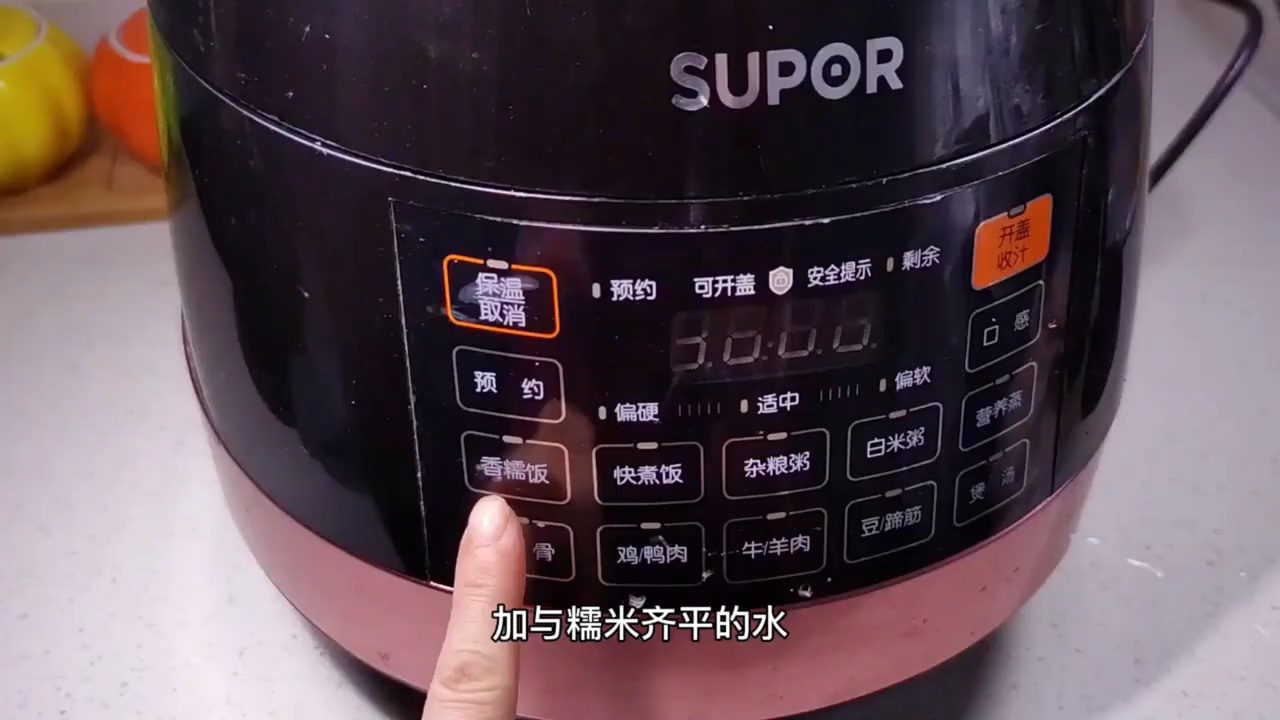 SUPOR
开盖
收汁
保温
取消
预约
可开盖
安全提示
剩余
口 感
预 约
偏硬
适中
偏软
营养蒸
香糯饭
快煮饭
杂粮粥
白米粥
煲 汤
骨
鸡/鸭肉
牛/羊肉
豆/蹄筋
加与糯米齐平的水